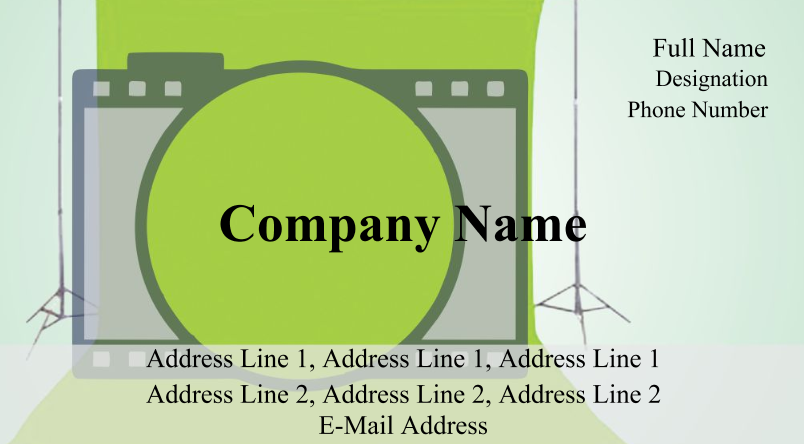 Full Name
Designation
Phone Number
Company Name
Address Line 1, Address Line 1, Address Line 1
Address Line 2, Address Line 2, Address Line 2
E-Mail Address